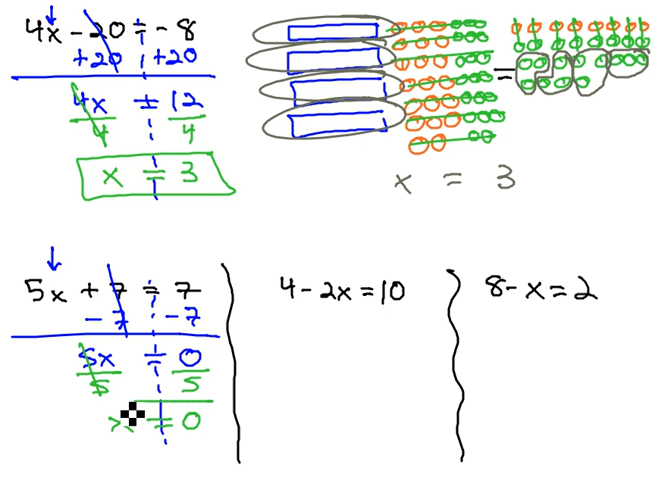 4x - 20 = -8
+20 +20
4x = 12
4 4
x = 3
=
x = 3
5x + 7 = 7
- 7 - 7
5x = 0
5 5
x = 0
4 - 2x = 10
8 - x = 2